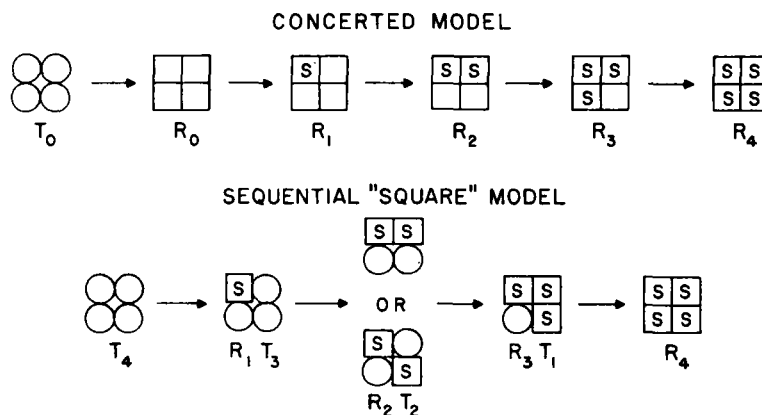 CONCERTED MODEL
S S S S S S S S S S
T₀ R₀ R₁ R₂ R₃ R₄
SEQUENTIAL "SQUARE" MODEL
S S
S S S S S
OR
T₄ R₁ T₃ S R₃ T₁ R₄
S
R₂ T₂